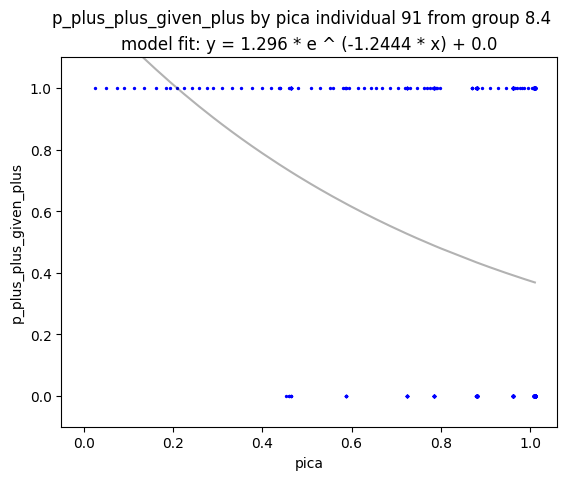 p_plus_plus_given_plus by pica individual 91 from group 8.4
model fit: y = 1.296 * e ^ (-1.2444 * x) + 0.0
1.0
0.8
0.6
0.4
0.2
0.0
p_plus_plus_given_plus
0.0 0.2 0.4 0.6 0.8 1.0
pica